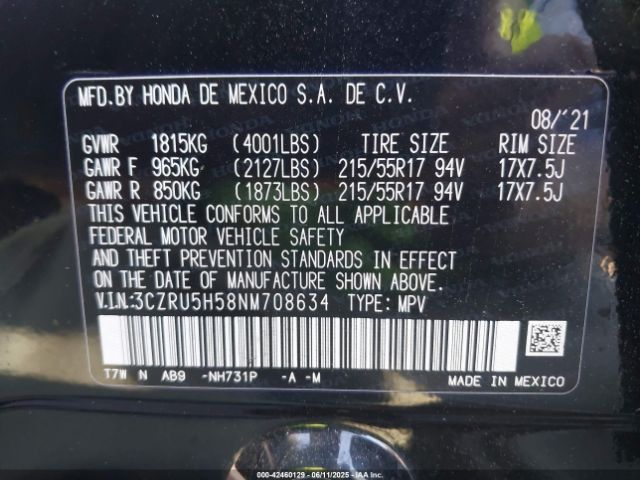 MFD.BY HONDA DE MEXICO S.A. DE C.V.
08/'21
GVWR 1815KG (4001LBS) TIRE SIZE RIM SIZE
GAWR F 965KG (2127LBS) 215/55R17 94V 17X7.5J
GAWR R 850KG (1873LBS) 215/55R17 94V 17X7.5J
THIS VEHICLE CONFORMS TO ALL APPLICABLE
FEDERAL MOTOR VEHICLE SAFETY
AND THEFT PREVENTION STANDARDS IN EFFECT
ON THE DATE OF MANUFACTURE SHOWN ABOVE.
V.I.N:3CZRU5H58NM708634 TYPE:MPV
T7W N AB9 -NH731P -A -M
MADE IN MEXICO
000-42460129 - 06/11/2025 - IAA Inc.